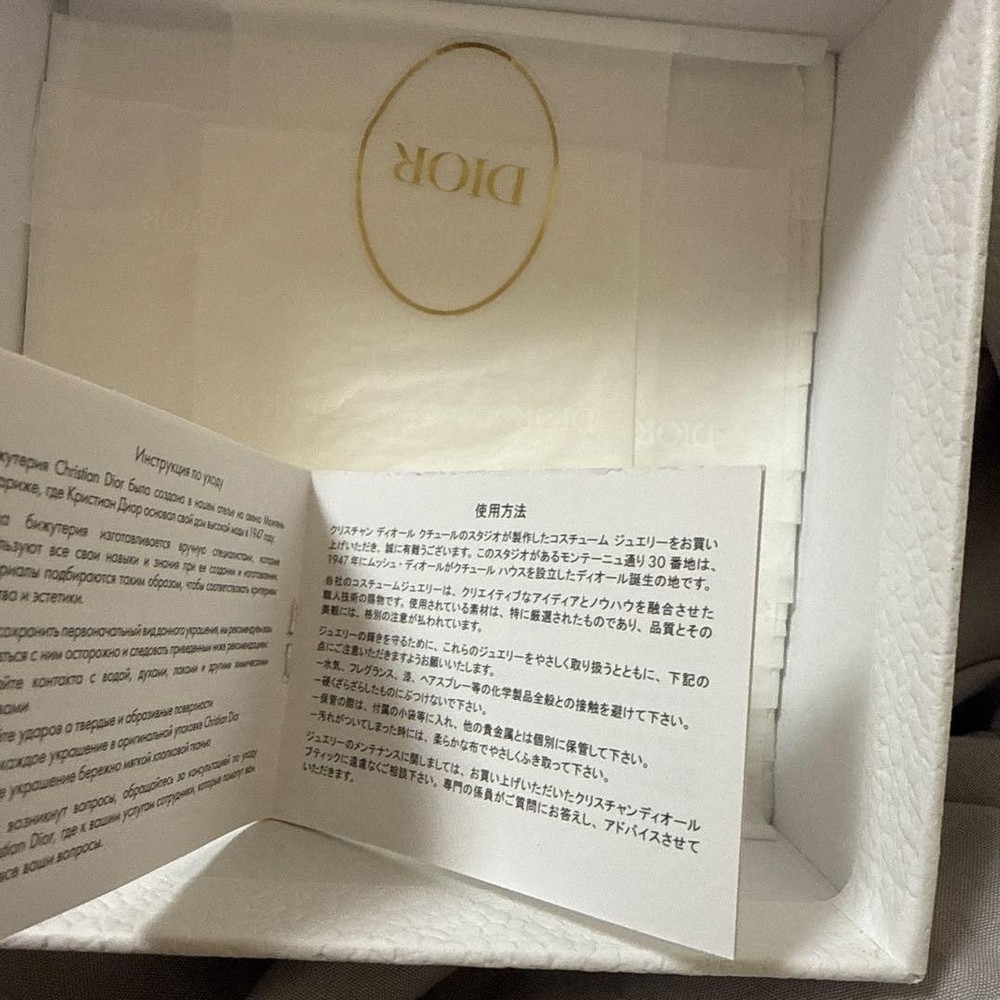 DIOR
DIOR
DIOR
Инструкция по уходу
Christian Dior было создано в нашем ателье на авеню Монтень
где Кристиан Диор основал свой дом высокой моды в 1947 году.
бижутерия изготавливается вручную специалистами, которые
все свои навыки и знания при ее создании и изготовлении.
подбираются таким образом, чтобы соответствовать критериям
и эстетики.
сохранить первоначальный вид данного украшения, мы рекомендуем вам
с ним осторожно и следовать приведенным ниже рекомендациям:
контакта с водой, духами, лаками и другими химическими
ударов о твердые и абразивные поверхности
каждое украшение в оригинальной упаковке Christian Dior
украшение бережно мягкой хлопковой тканью
возникнут вопросы, обращайтесь за консультацией по уходу
Dior, где к вашим услугам сотрудники, которые помогут вам
все ваши вопросы.
使用方法
クリスチャン ディオール クチュールのスタジオが製作したコスチューム ジュエリーをお買い
上げいただき、誠に有難うございます。このスタジオがあるモンテーニュ通り30 番地は、
1947 年にムッシュ・ディオールがクチュール ハウスを設立したディオール誕生の地です。
当社のコスチュームジュエリーは、クリエイティブなアイディアとノウハウを融合させた
職人技術の賜物です。使用されている素材は、特に厳選されたものであり、品質とその
美観には、格別の注意が払われています。
ジュエリーの輝きを守るために、これらのジュエリーをやさしく取り扱うとともに、下記の
点にご注意いただきますようお願いいたします。
−水気、フレグランス、漆、ヘアスプレー等の化学製品全般との接触を避けて下さい。
−硬くざらざらしたものにぶつけないで下さい。
−保管の際は、付属の小袋等に入れ、他の貴金属とは個別に保管して下さい。
−汚れがついてしまった時には、柔らかな布でやさしくふき取って下さい。
ジュエリーのメンテナンスに関しましては、お買い上げいただいたクリスチャンディオール
ブティックに遠慮なくご相談下さい。専門の係員がご質問にお答えし、アドバイスさせて
いただきます。